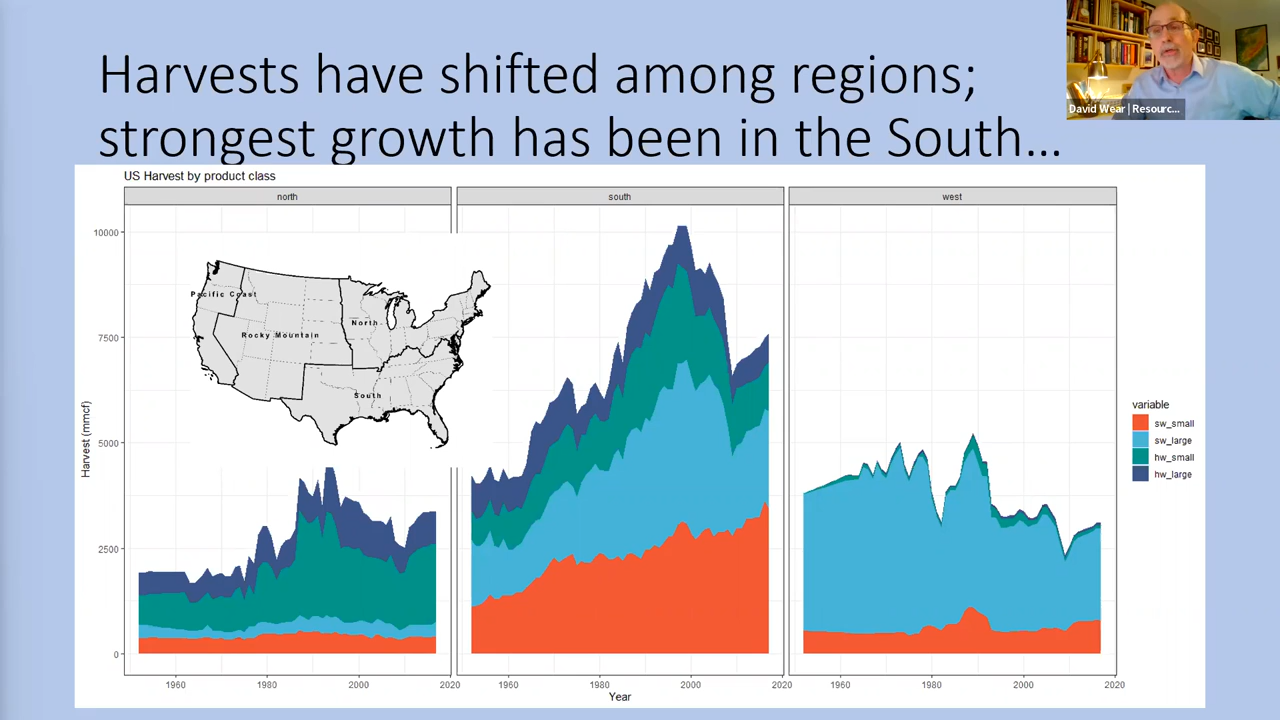 Harvests have shifted among regions;
strongest growth has been in the South...
David Wear | Resourc...
US Harvest by product class
north
south
west
10000
7500
5000
2500
0
Harvest (mmcf)
Pacific Coast
Rocky Mountain
North
South
1960
1980
2000
2020
1960
1980
2000
2020
1960
1980
2000
2020
Year
variable
sw_small
sw_large
hw_small
hw_large